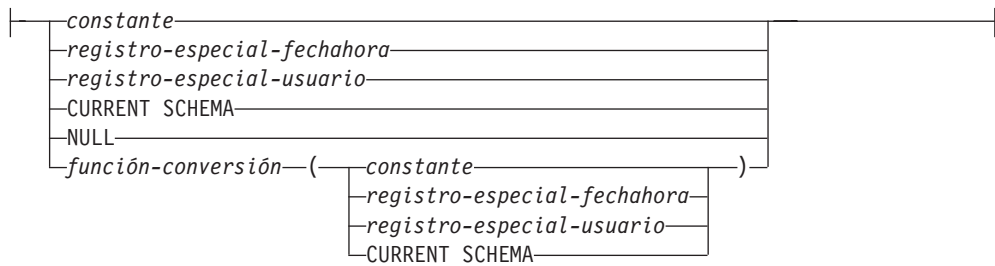 constante
registro-especial-fechahora
registro-especial-usuario
CURRENT SCHEMA
NULL
función-conversión ( constante )
registro-especial-fechahora
registro-especial-usuario
CURRENT SCHEMA